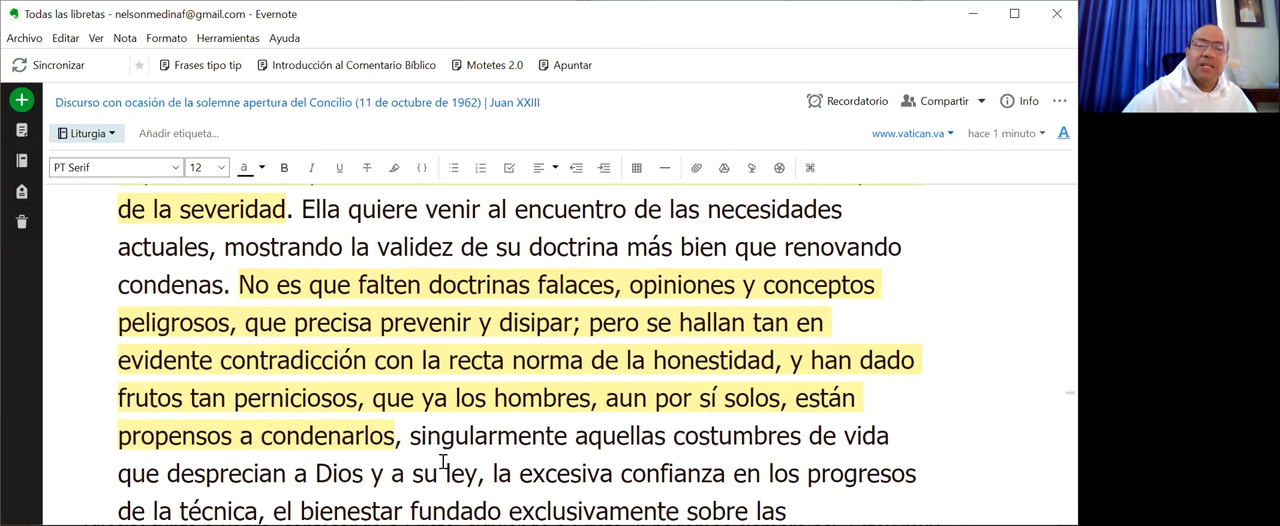 Todas las libretas - nelsonmedinaf@gmail.com - Evernote
Archivo Editar Ver Nota Formato Herramientas Ayuda
Sincronizar Frases tipo tip Introducción al Comentario Bíblico Motetes 2.0 Apuntar
Discurso con ocasión de la solemne apertura del Concilio (11 de octubre de 1962) | Juan XXIII Recordatorio Compartir Info
Liturgia Añadir etiqueta... www.vatican.va hace 1 minuto A
PT Serif 12 a B I U T
de la severidad. Ella quiere venir al encuentro de las necesidades
actuales, mostrando la validez de su doctrina más bien que renovando
condenas. No es que falten doctrinas falaces, opiniones y conceptos
peligrosos, que precisa prevenir y disipar; pero se hallan tan en
evidente contradicción con la recta norma de la honestidad, y han dado
frutos tan perniciosos, que ya los hombres, aun por sí solos, están
propensos a condenarlos, singularmente aquellas costumbres de vida
que desprecian a Dios y a su ley, la excesiva confianza en los progresos
de la técnica, el bienestar fundado exclusivamente sobre las